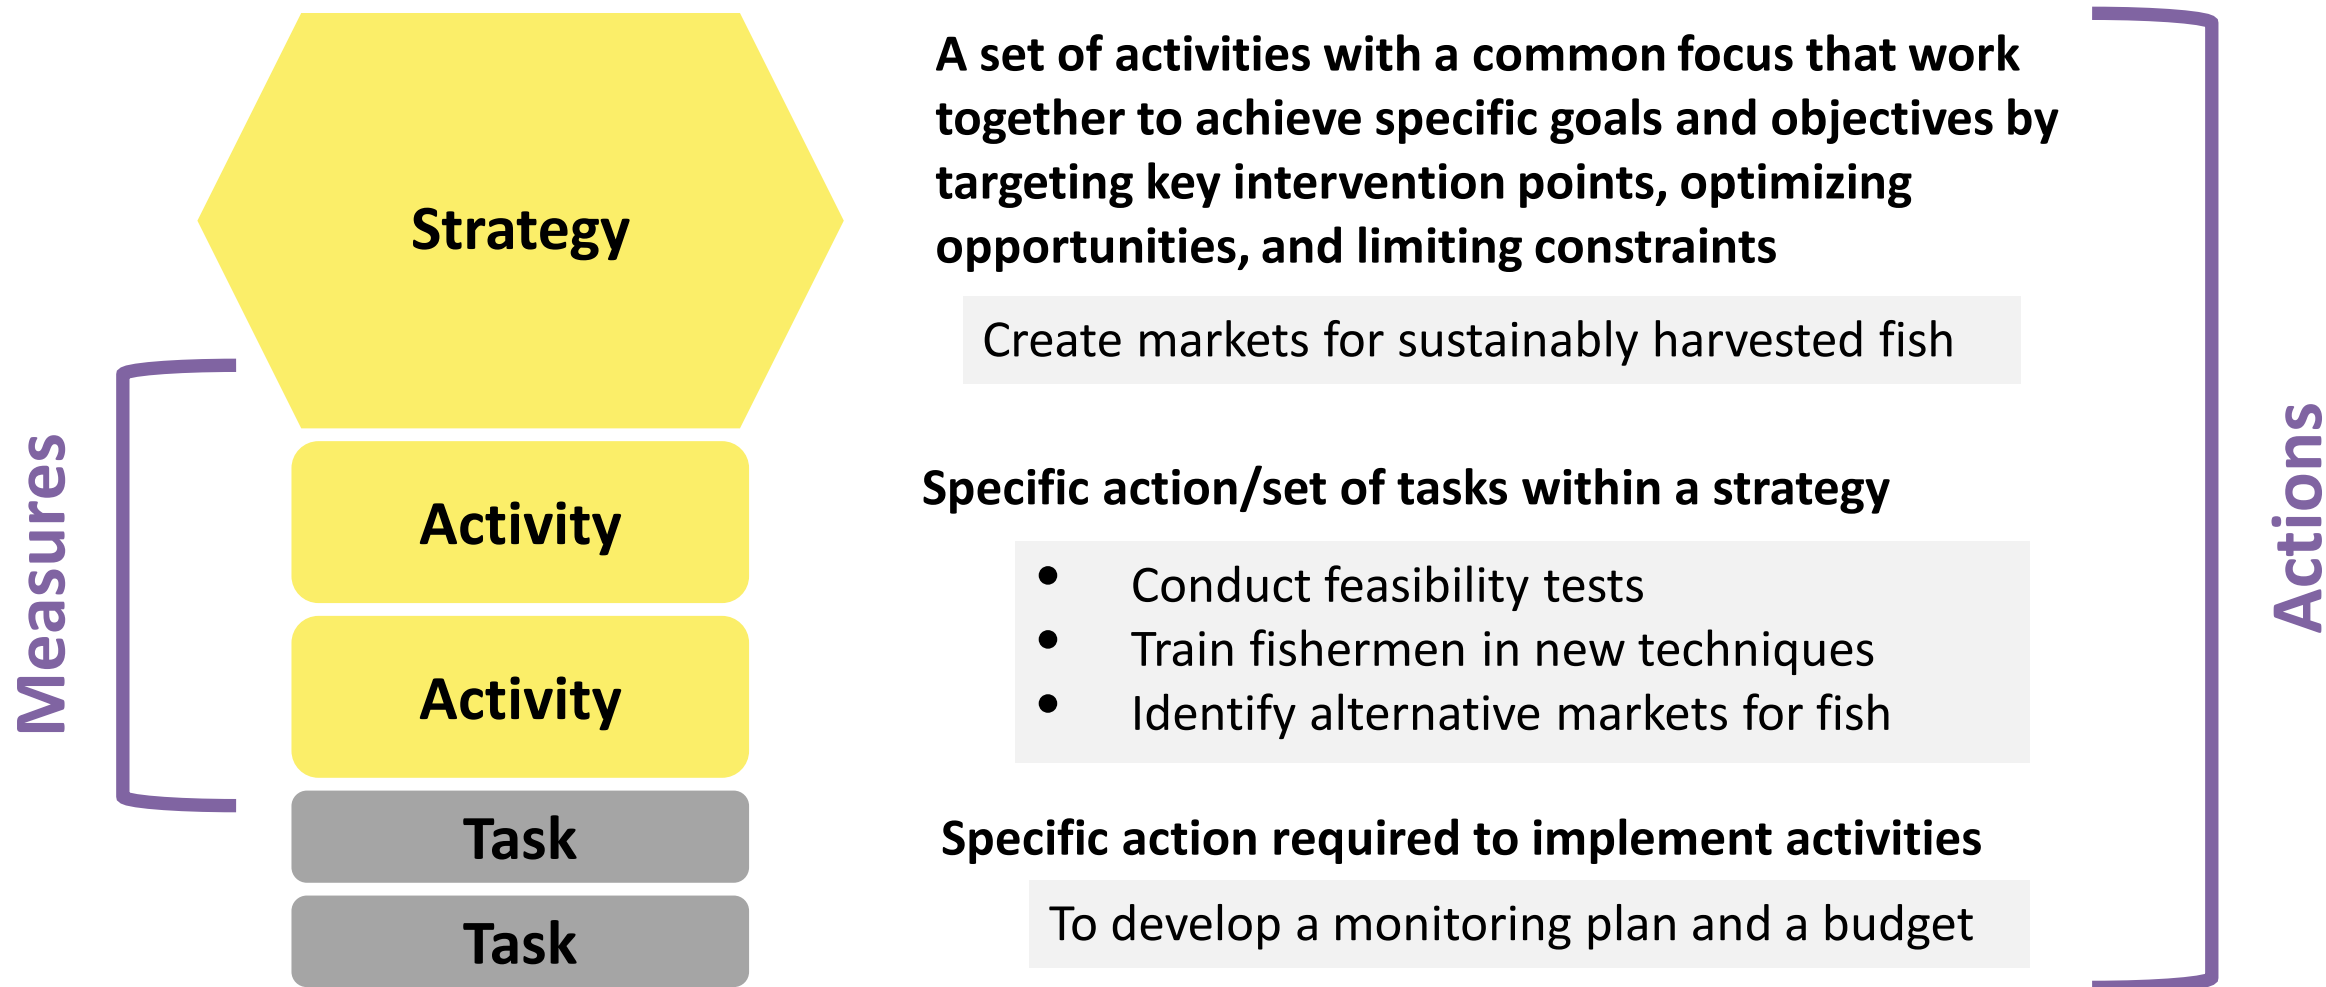 Strategy
A set of activities with a common focus that work
together to achieve specific goals and objectives by
targeting key intervention points, optimizing
opportunities, and limiting constraints
Create markets for sustainably harvested fish
Measures
Activity
Activity
Specific action/set of tasks within a strategy
• Conduct feasibility tests
• Train fishermen in new techniques
• Identify alternative markets for fish
Task
Task
Specific action required to implement activities
To develop a monitoring plan and a budget
Actions